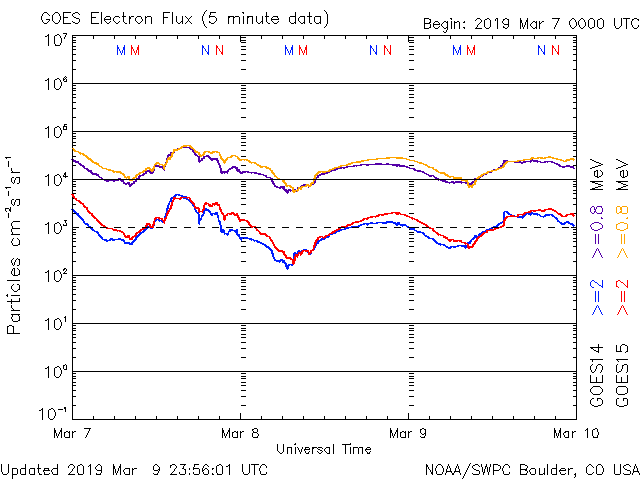 GOES Electron Flux (5 minute data)
Begin: 2019 Mar 7 0000 UTC
10⁷
M M N N M M N N M M N N
10⁶
10⁵
10⁴
10³
10²
10¹
10⁰
10⁻¹
Particles cm⁻²s⁻¹sr⁻¹
Mar 7 Mar 8 Mar 9 Mar 10
Universal Time
GOES14 >=2 >=0.8 MeV
GOES15 >=2 >=0.8 MeV
Updated 2019 Mar 9 23:56:01 UTC
NOAA/SWPC Boulder, CO USA